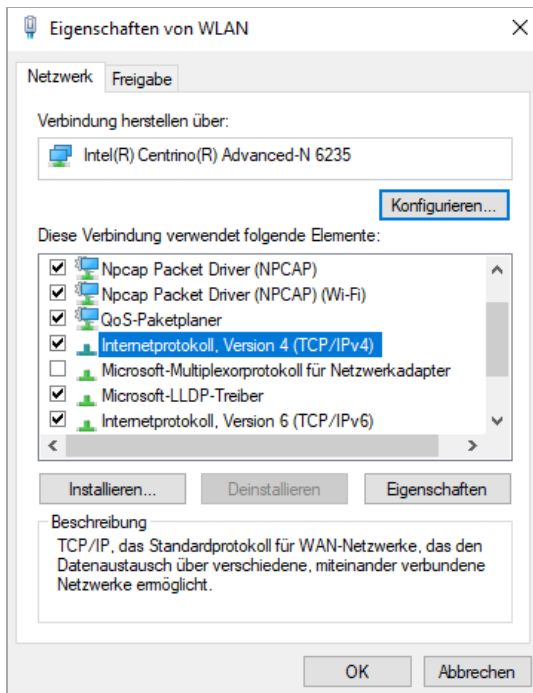 Eigenschaften von WLAN
Netzwerk Freigabe
Verbindung herstellen über:
Intel(R) Centrino(R) Advanced-N 6235
Konfigurieren...
Diese Verbindung verwendet folgende Elemente:
Npcap Packet Driver (NPCAP)
Npcap Packet Driver (NPCAP) (Wi-Fi)
QoS-Paketplaner
Internetprotokoll, Version 4 (TCP/IPv4)
Microsoft-Multiplexorprotokoll für Netzwerkadapter
Microsoft-LLDP-Treiber
Internetprotokoll, Version 6 (TCP/IPv6)
Installieren... Deinstallieren Eigenschaften
Beschreibung
TCP/IP, das Standardprotokoll für WAN-Netzwerke, das den
Datenaustausch über verschiedene, miteinander verbundene
Netzwerke ermöglicht.
OK Abbrechen